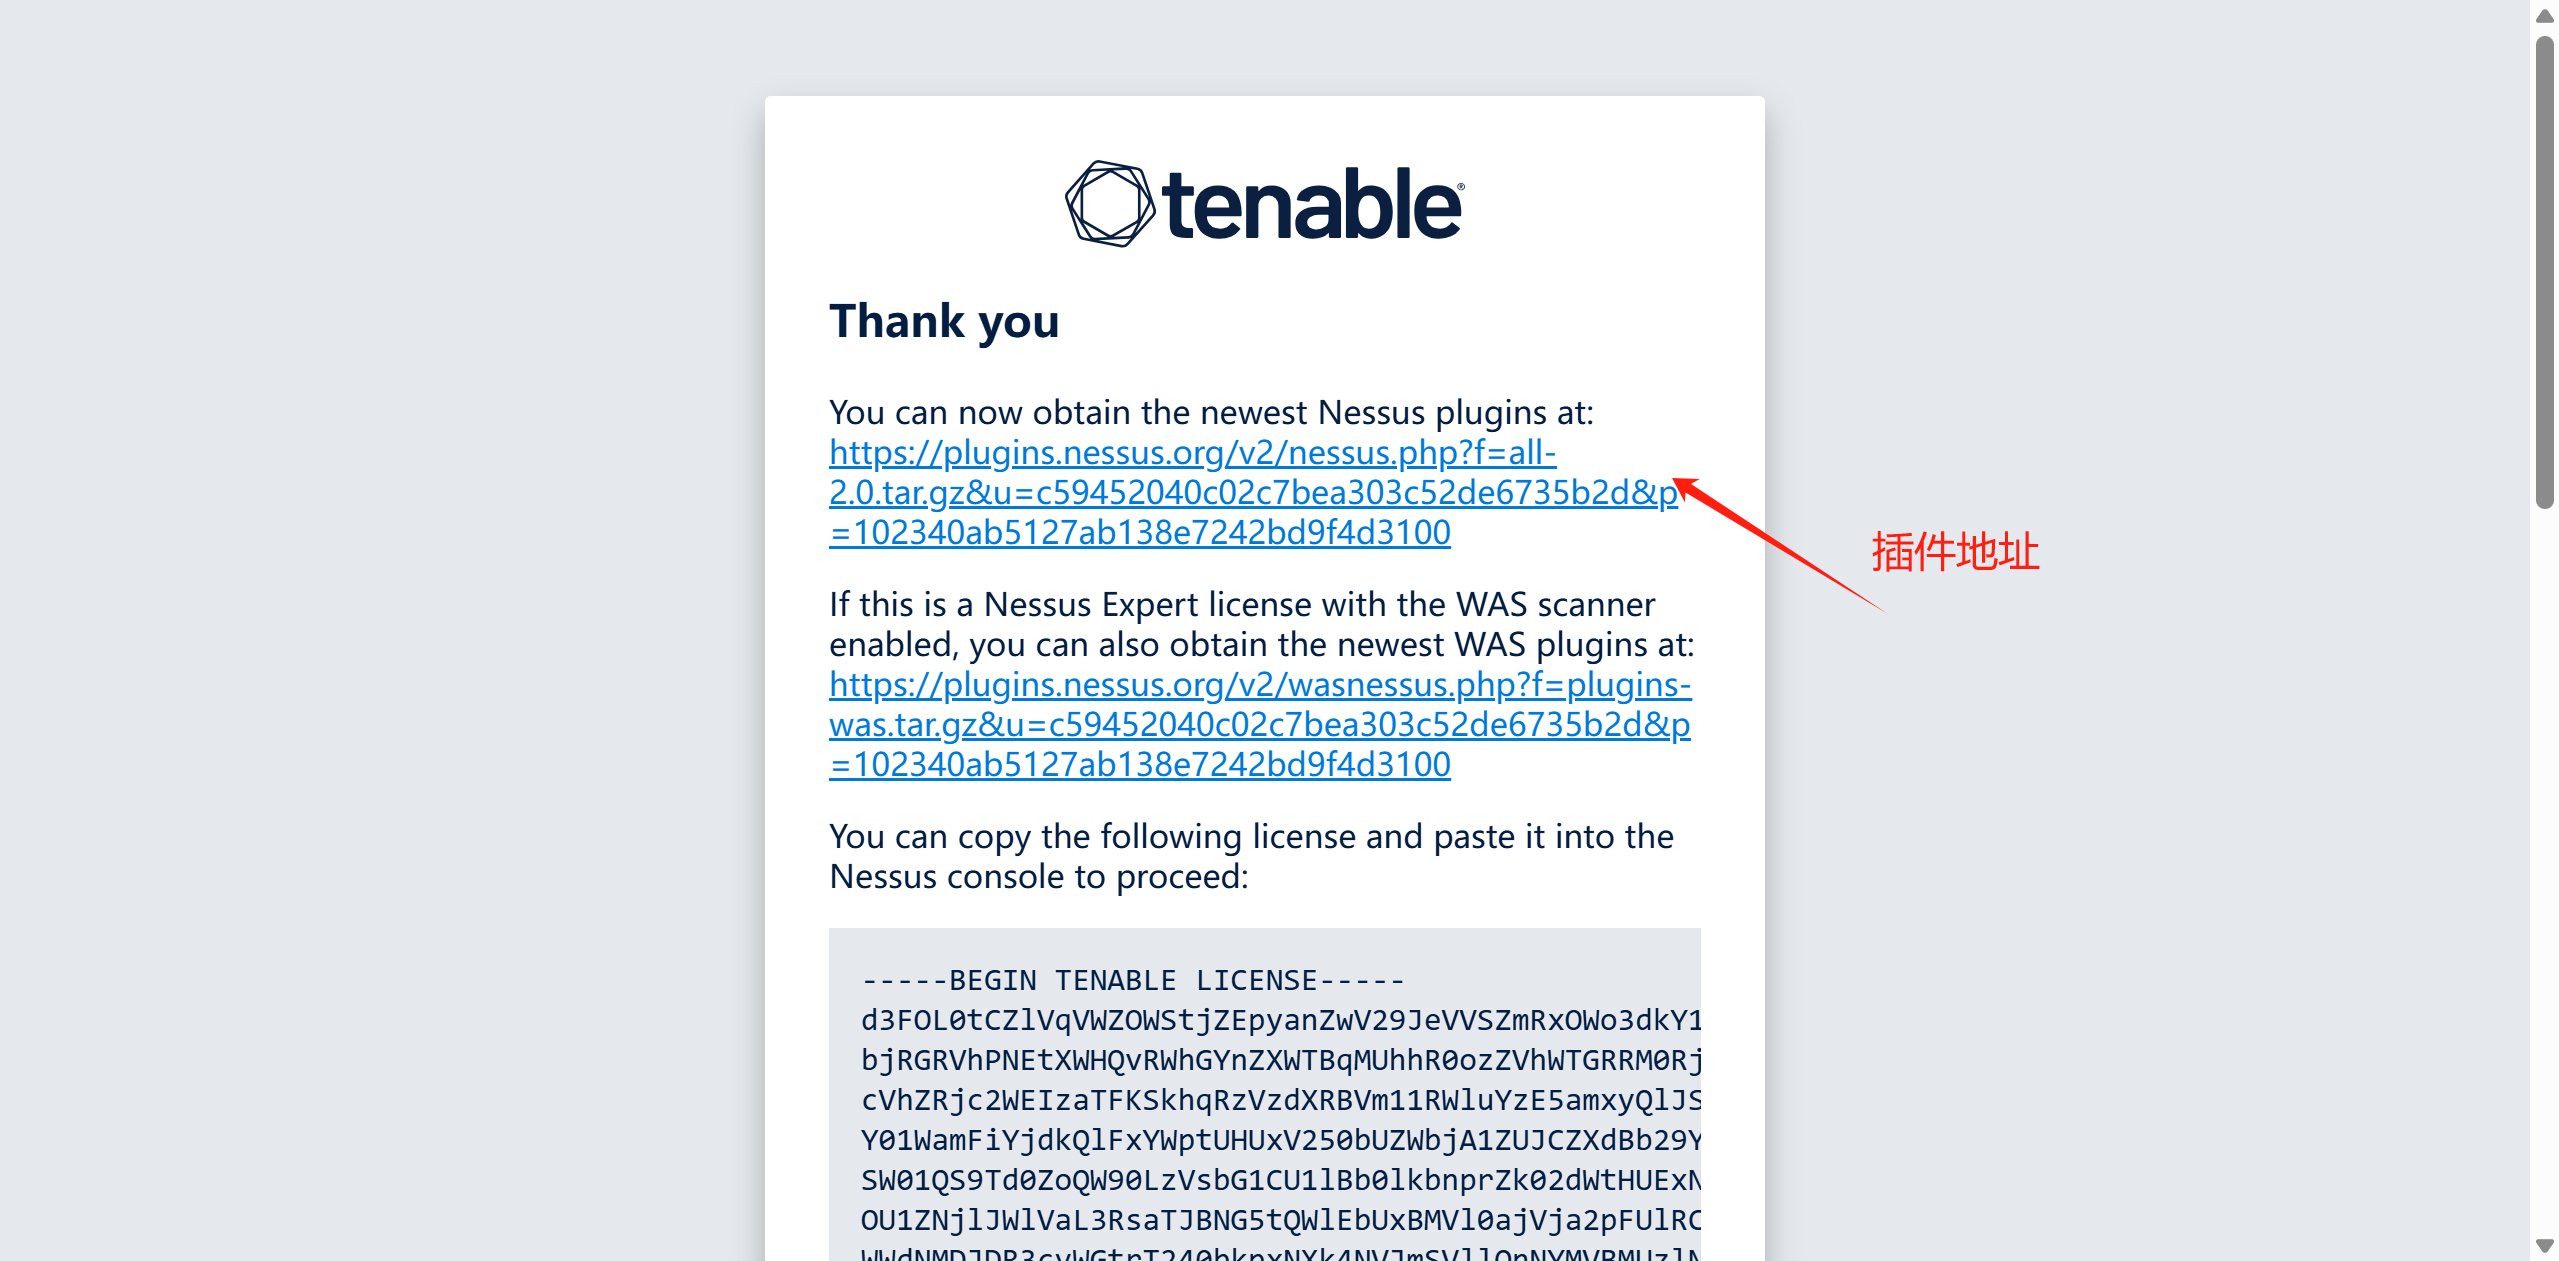 tenable®
Thank you
You can now obtain the newest Nessus plugins at:
https://plugins.nessus.org/v2/nessus.php?f=all-
2.0.tar.gz&u=c59452040c02c7bea303c52de6735b2d&p
=102340ab5127ab138e7242bd9f4d3100
插件地址
If this is a Nessus Expert license with the WAS scanner
enabled, you can also obtain the newest WAS plugins at:
https://plugins.nessus.org/v2/wasnessus.php?f=plugins-
was.tar.gz&u=c59452040c02c7bea303c52de6735b2d&p
=102340ab5127ab138e7242bd9f4d3100
You can copy the following license and paste it into the
Nessus console to proceed:
-----BEGIN TENABLE LICENSE-----
d3FOL0tCZlVqVWZOWStjZEpyanZwV29JeVVSZmRxOWo3dkY1
bjRGRVhPNEtXWHQvRWhGYnZXWTBqMUhhR0ozZVhWTGRRM0Rj
cVhZRjc2WEIzaTFKSkhqRzVzdXRBVm11RWluYzE5amxyQlJS
Y01WamFiYjdkQlFxYWptUHUxV250bUZWbjA1ZUJCZXdBb29Y
SW01QS9Td0ZoQW90LzVsbG1CU1lBb0lkbnprZk02dWtHUExN
OU1ZNjlJWlVaL3RsaTJBNG5tQWlEbUxBMVl0ajVja2pFUlRC